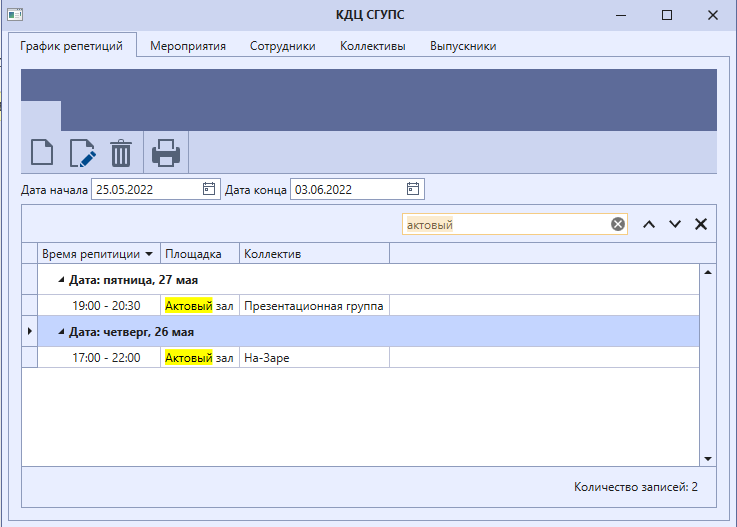 КДЦ СГУПС
График репетиций Мероприятия Сотрудники Коллективы Выпускники
Дата начала 25.05.2022 Дата конца 03.06.2022
актовый
Время репитиции Площадка Коллектив
Дата: пятница, 27 мая
19:00 - 20:30 Актовый зал Презентационная группа
Дата: четверг, 26 мая
17:00 - 22:00 Актовый зал На-Заре
Количество записей: 2